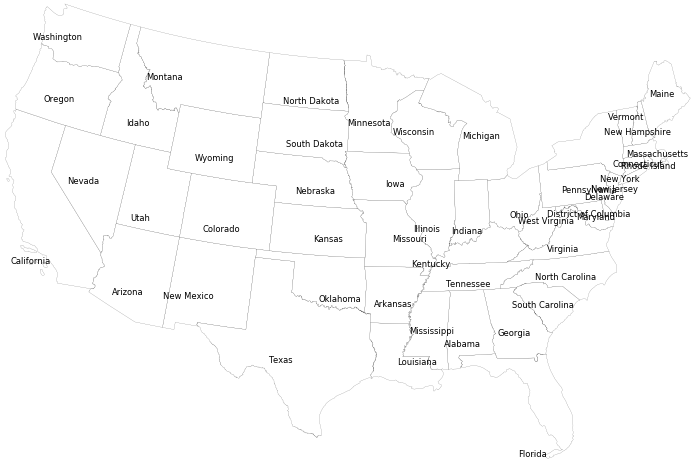 Washington
Oregon
Idaho
Montana
Wyoming
Nevada
Utah
Colorado
California
Arizona
New Mexico
North Dakota
South Dakota
Nebraska
Kansas
Oklahoma
Texas
Minnesota
Wisconsin
Iowa
Missouri
Illinois
Indiana
Michigan
Ohio
Kentucky
Tennessee
Arkansas
Mississippi
Louisiana
Alabama
Georgia
Florida
South Carolina
North Carolina
Virginia
West Virginia
District of Columbia
Maryland
Delaware
Pennsylvania
New Jersey
New York
Connecticut
Rhode Island
Massachusetts
New Hampshire
Vermont
Maine